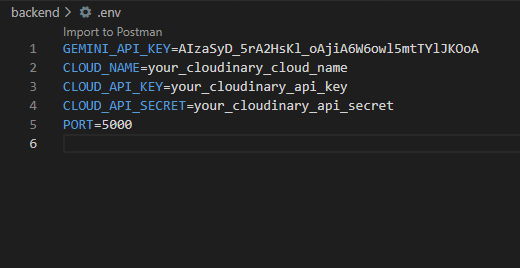 backend > .env
Import to Postman
1 GEMINI_API_KEY=AIzaSyD_5rA2HsKl_oAjiA6W6owl5mtTYlJKOoA
2 CLOUD_NAME=your_cloudinary_cloud_name
3 CLOUD_API_KEY=your_cloudinary_api_key
4 CLOUD_API_SECRET=your_cloudinary_api_secret
5 PORT=5000
6